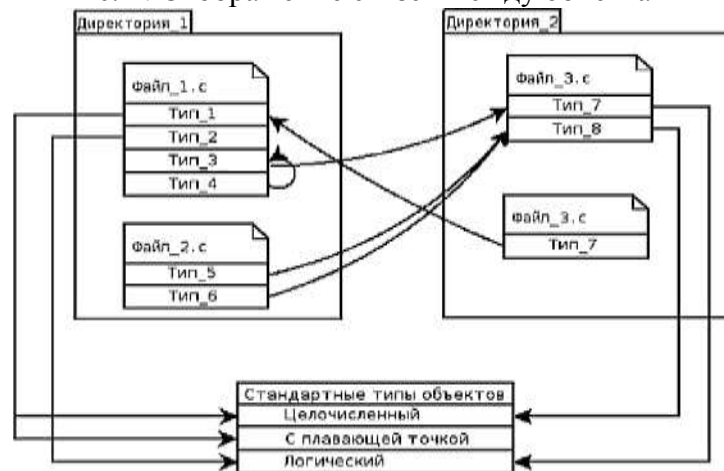 Директория_1
Файл_1.c
Тип_1
Тип_2
Тип_3
Тип_4
Файл_2.c
Тип_5
Тип_6
Директория_2
Файл_3.c
Тип_7
Тип_8
Файл_3.c
Тип_7
Стандартные типы объектов
Целочисленный
С плавающей точкой
Логический